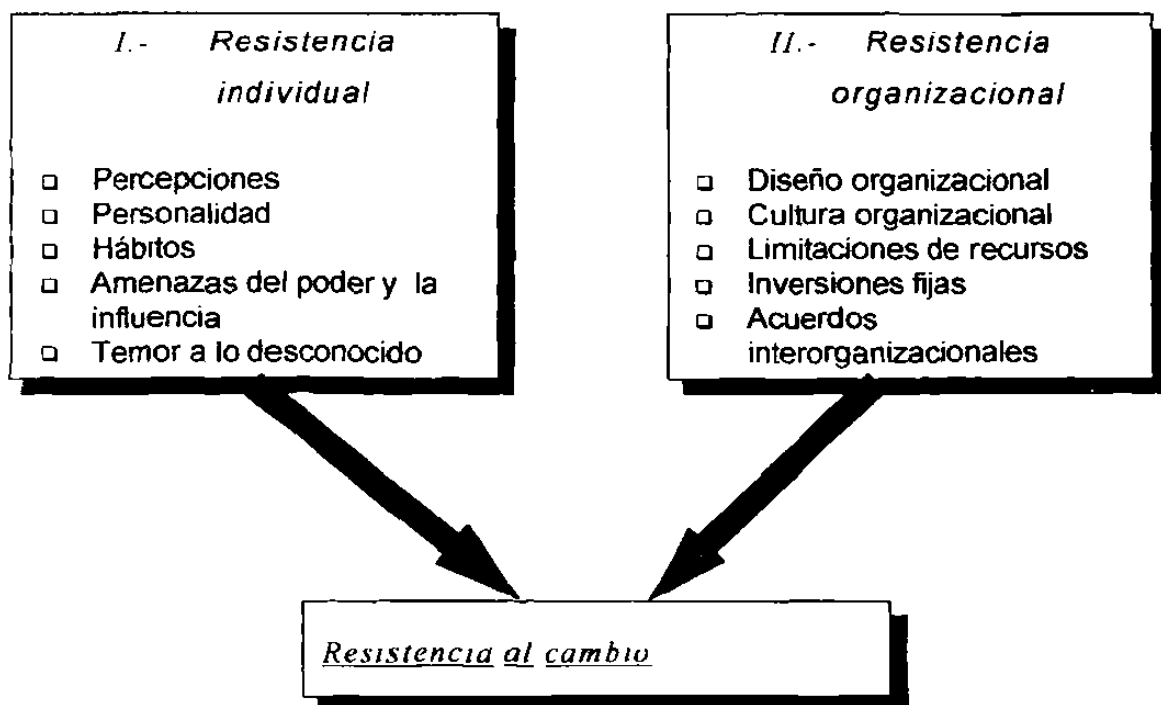 I.- Resistencia
individual
❑ Percepciones
❑ Personalidad
❑ Hábitos
❑ Amenazas del poder y la
influencia
❑ Temor a lo desconocido
II.- Resistencia
organizacional
❑ Diseño organizacional
❑ Cultura organizacional
❑ Limitaciones de recursos
❑ Inversiones fijas
❑ Acuerdos
interorganizacionales
Resistencia al cambio